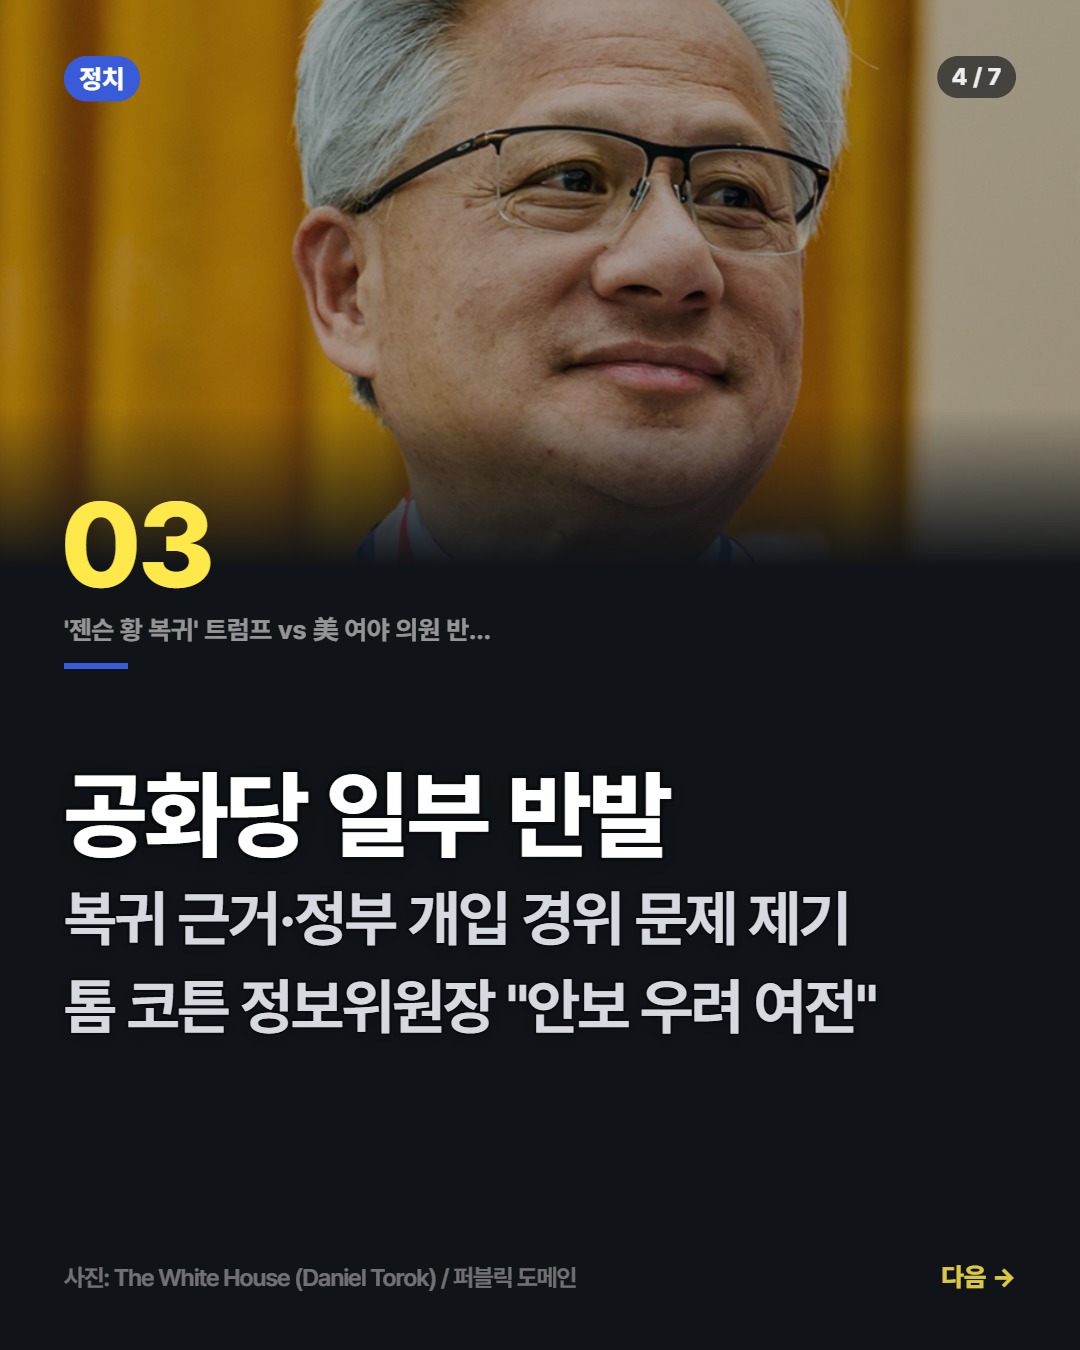 정치
4 / 7
03
'젠슨 황 복귀' 트럼프 vs 美 여야 의원 반...
공화당 일부 반발
복귀 근거·정부 개입 경위 문제 제기
톰 코튼 정보위원장 "안보 우려 여전"
사진: The White House (Daniel Torok) / 퍼블릭 도메인
다음 →